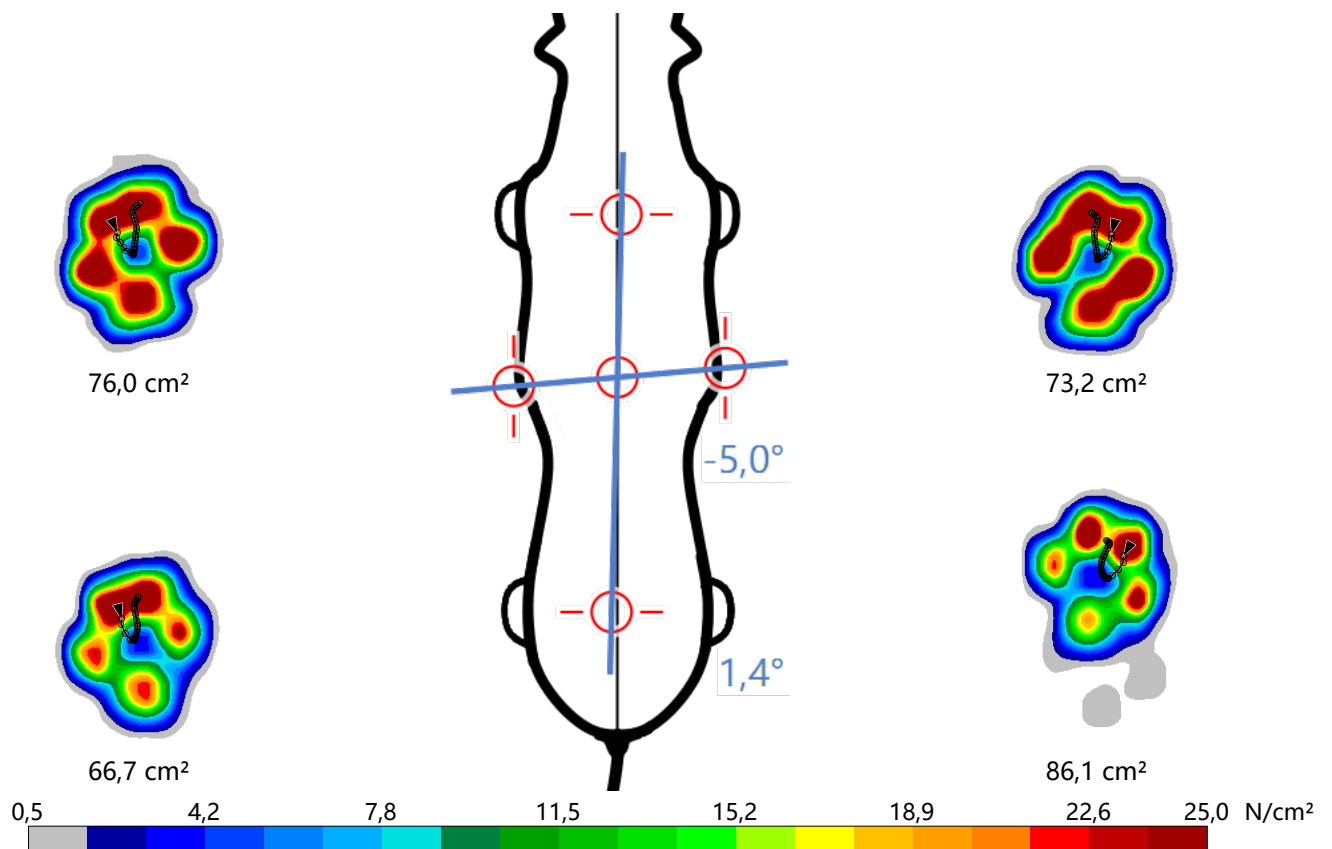 76,0 cm²
73,2 cm²
-5,0°
1,4°
66,7 cm²
86,1 cm²
0,5 4,2 7,8 11,5 15,2 18,9 22,6 25,0 N/cm²